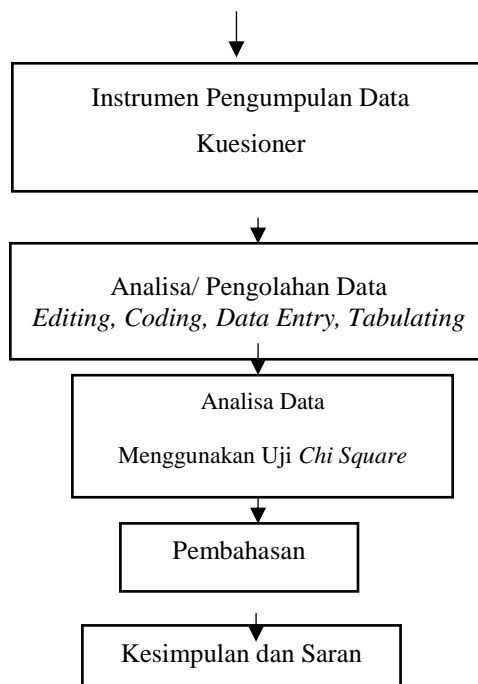 Instrumen Pengumpulan Data
Kuesioner
Analisa/ Pengolahan Data
Editing, Coding, Data Entry, Tabulating
Analisa Data
Menggunakan Uji Chi Square
Pembahasan
Kesimpulan dan Saran